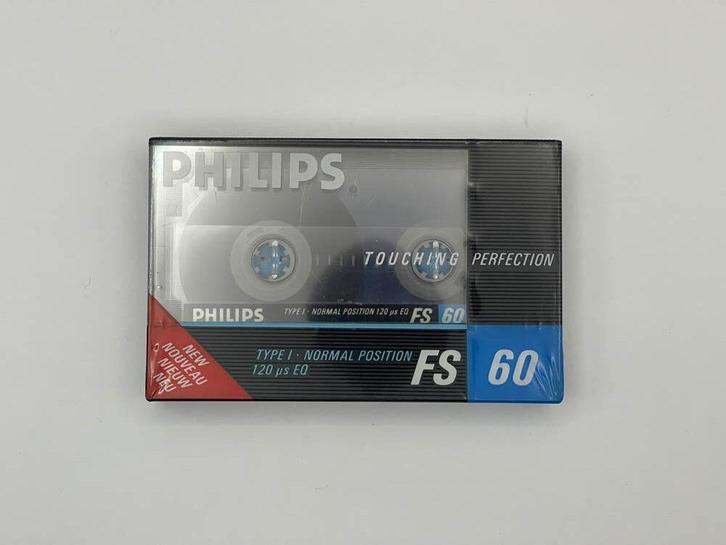 PHILIPS
TOUCHING PERFECTION
PHILIPS TYPE I · NORMAL POSITION 120 µs EQ FS 60
TYPE I · NORMAL POSITION
120 µs EQ
FS 60
NEW
NOUVEAU
NIEUW
NEU